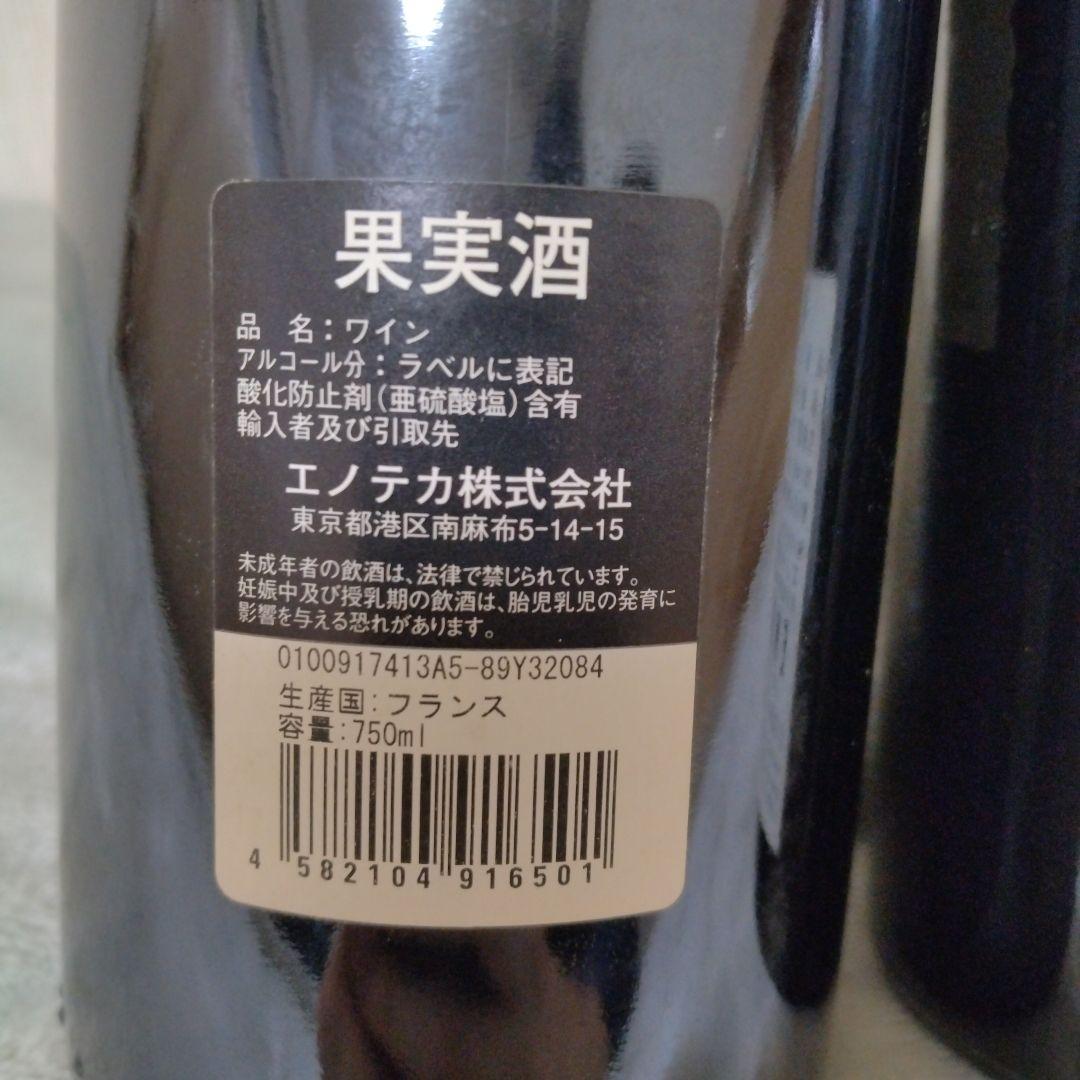 果実酒
品 名：ワイン
アルコール分：ラベルに表記
酸化防止剤(亜硫酸塩)含有
輸入者及び引取先
エノテカ株式会社
東京都港区南麻布5-14-15
未成年者の飲酒は、法律で禁じられています。
妊娠中及び授乳期の飲酒は、胎児乳児の発育に
影響を与える恐れがあります。
0100917413A5-89Y32084
生産国:フランス
容量:750ml
4 582104 916501